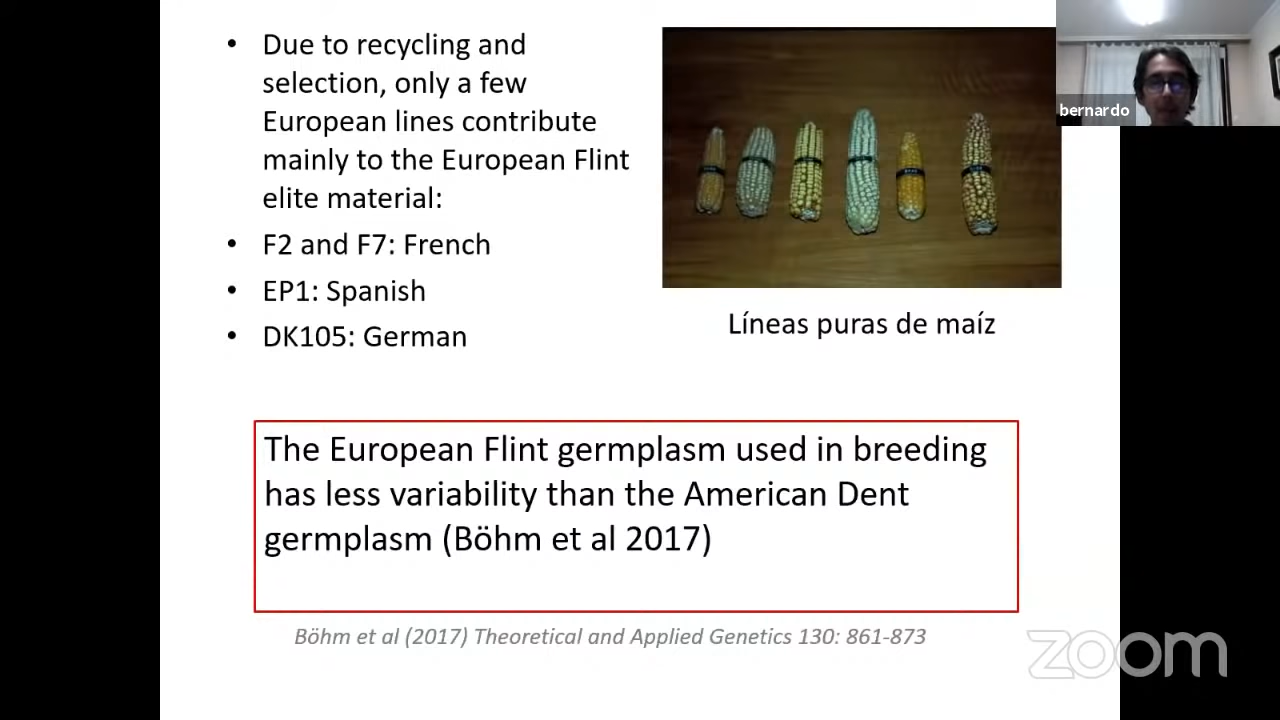 • Due to recycling and
selection, only a few
European lines contribute
mainly to the European Flint
elite material:
• F2 and F7: French
• EP1: Spanish
• DK105: German
Líneas puras de maíz
bernardo
The European Flint germplasm used in breeding
has less variability than the American Dent
germplasm (Böhm et al 2017)
Böhm et al (2017) Theoretical and Applied Genetics 130: 861-873
zoom